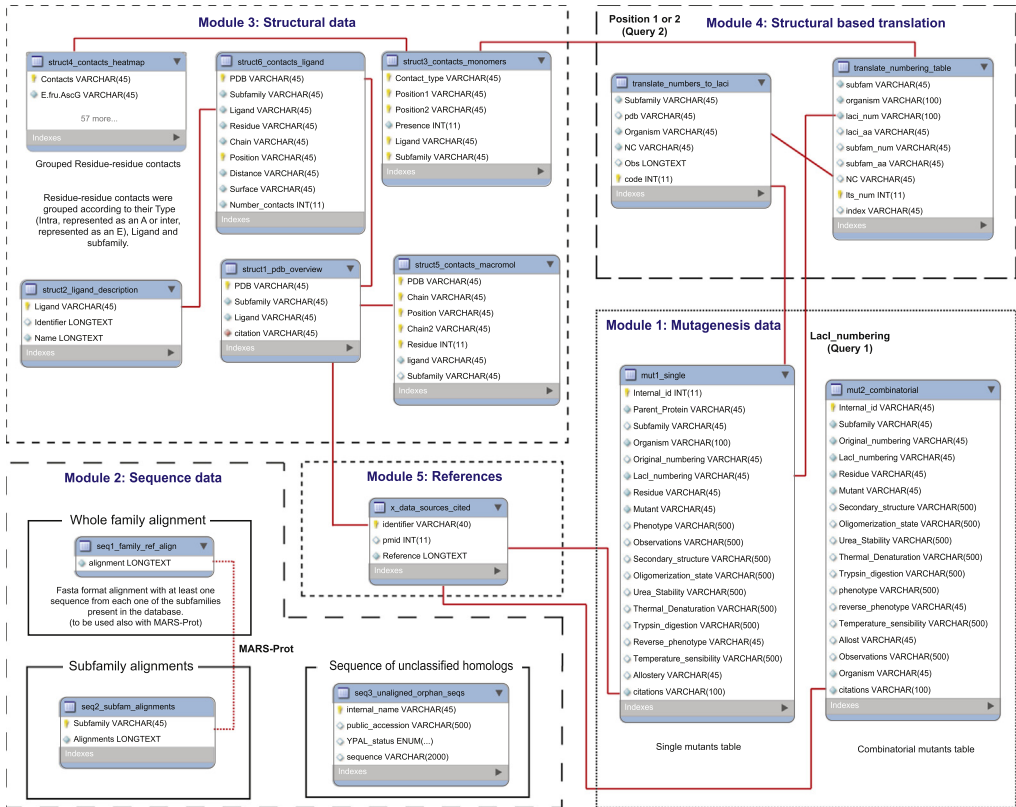 Module 3: Structural data
struct4_contacts_heatmap
Contacts VARCHAR(45)
E.fru.AscG VARCHAR(45)
57 more...
Indexes
Grouped Residue-residue contacts
Residue-residue contacts were
grouped according to their Type
(Intra, represented as an A or inter,
represented as an E), Ligand and
subfamily.
struct6_contacts_ligand
PDB VARCHAR(45)
Subfamily VARCHAR(45)
Ligand VARCHAR(45)
Residue VARCHAR(45)
Chain VARCHAR(45)
Position VARCHAR(45)
Distance VARCHAR(45)
Surface VARCHAR(45)
Number_contacts INT(11)
Indexes
struct3_contacts_monomers
Contact_type VARCHAR(45)
Position1 VARCHAR(45)
Position2 VARCHAR(45)
Presence INT(11)
Ligand VARCHAR(45)
Subfamily VARCHAR(45)
Indexes
struct2_ligand_description
Ligand VARCHAR(45)
Identifier LONGTEXT
Name LONGTEXT
Indexes
struct1_pdb_overview
PDB VARCHAR(45)
Subfamily VARCHAR(45)
Ligand VARCHAR(45)
citation VARCHAR(45)
Indexes
struct5_contacts_macromol
PDB VARCHAR(45)
Chain VARCHAR(45)
Position VARCHAR(45)
Chain2 VARCHAR(45)
Residue INT(11)
ligand VARCHAR(45)
Subfamily VARCHAR(45)
Indexes
Position 1 or 2
(Query 2)
Module 4: Structural based translation
translate_numbers_to_laci
Subfamily VARCHAR(45)
pdb VARCHAR(45)
Organism VARCHAR(45)
NC VARCHAR(45)
Obs LONGTEXT
code INT(11)
Indexes
translate_numbering_table
subfam VARCHAR(45)
organism VARCHAR(100)
laci_num VARCHAR(100)
laci_aa VARCHAR(45)
subfam_num VARCHAR(45)
subfam_aa VARCHAR(45)
NC VARCHAR(45)
lts_num INT(11)
index VARCHAR(45)
Indexes
Module 1: Mutagenesis data
LacI_numbering
(Query 1)
mut1_single
Internal_id INT(11)
Parent_Protein VARCHAR(45)
Subfamily VARCHAR(45)
Organism VARCHAR(100)
Original_numbering VARCHAR(45)
LacI_numbering VARCHAR(45)
Residue VARCHAR(45)
Mutant VARCHAR(45)
Phenotype VARCHAR(500)
Observations VARCHAR(500)
Secondary_structure VARCHAR(500)
Oligomerization_state VARCHAR(500)
Urea_Stability VARCHAR(500)
Thermal_Denaturation VARCHAR(500)
Trypsin_digestion VARCHAR(500)
Reverse_phenotype VARCHAR(45)
Temperature_sensibility VARCHAR(500)
Allostery VARCHAR(45)
citations VARCHAR(100)
Indexes
Single mutants table
mut2_combinatorial
Internal_id VARCHAR(45)
Subfamily VARCHAR(45)
Original_numbering VARCHAR(45)
LacI_numbering VARCHAR(45)
Residue VARCHAR(45)
Mutant VARCHAR(45)
Secondary_structure VARCHAR(500)
Oligomerization_state VARCHAR(500)
Urea_Stability VARCHAR(500)
Thermal_Denaturation VARCHAR(500)
Trypsin_digestion VARCHAR(500)
phenotype VARCHAR(500)
reverse_phenotype VARCHAR(45)
Temperature_sensibility VARCHAR(500)
Allost VARCHAR(45)
Observations VARCHAR(500)
Organism VARCHAR(45)
citations VARCHAR(100)
Indexes
Combinatorial mutants table
Module 2: Sequence data
Whole family alignment
seq1_family_ref_align
alignment LONGTEXT
Indexes
Fasta format alignment with at least one
sequence from each one of the subfamilies
present in the database.
(to be used also with MARS-Prot)
MARS-Prot
Subfamily alignments
seq2_subfam_alignments
Subfamily VARCHAR(45)
Alignments LONGTEXT
Indexes
Sequence of unclassified homologs
seq3_unaligned_orphan_seqs
internal_name VARCHAR(45)
public_accession VARCHAR(500)
YPAL_status ENUM(...)
sequence VARCHAR(2000)
Indexes
Module 5: References
x_data_sources_cited
identifier VARCHAR(40)
pmid INT(11)
Reference LONGTEXT
Indexes